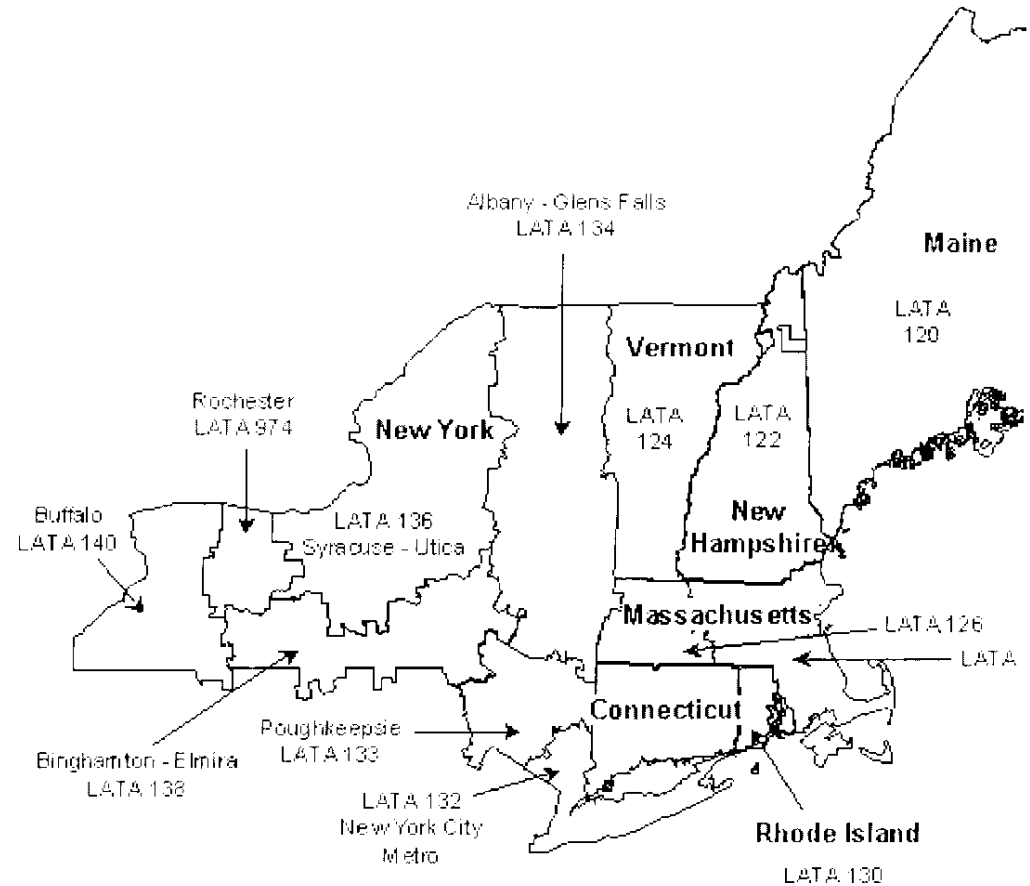 Albany - Glens Falls
LATA 134
Maine
LATA
120
Vermont
LATA
124
LATA
122
New
Hampshire
Rochester
LATA 974
New York
LATA 136
Syracuse - Utica
Buffalo
LATA 140
Massachusetts
LATA 126
LATA
Connecticut
Poughkeepsie
LATA 133
Binghamton - Elmira
LATA 138
LATA 132
New York City
Metro
Rhode Island
LATA 130